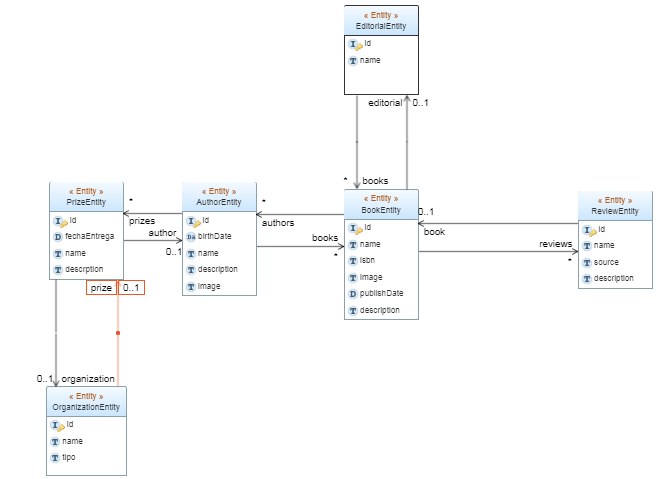 « Entity »
EditorialEntity
Id
name
editorial
0..1
*
books
« Entity »
PrizeEntity
Id
fechaEntrega
name
descrption
*
prizes
author
0..1
« Entity »
AuthorEntity
Id
birthDate
name
description
Image
*
authors
books
*
« Entity »
BookEntity
Id
name
Isbn
Image
publishDate
description
0..1
book
reviews
*
« Entity »
ReviewEntity
Id
name
source
description
prize
0..1
0..1
organization
« Entity »
OrganizationEntity
Id
name
tipo